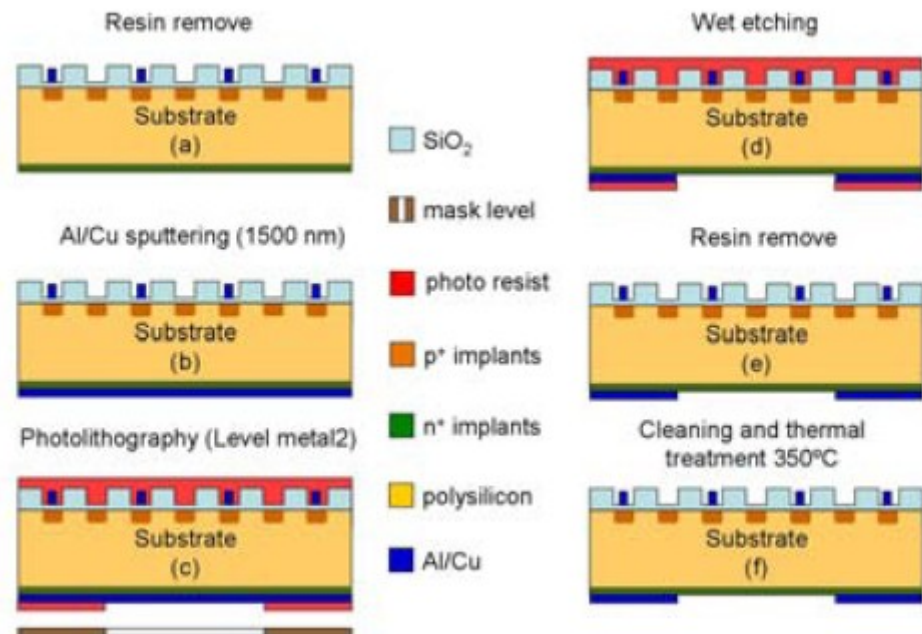 Resin remove
Substrate
(a)
Al/Cu sputtering (1500 nm)
Substrate
(b)
Photolithography (Level metal2)
Substrate
(c)
SiO₂
mask level
photo resist
p⁺ implants
n⁺ implants
polysilicon
Al/Cu
Wet etching
Substrate
(d)
Resin remove
Substrate
(e)
Cleaning and thermal
treatment 350ºC
Substrate
(f)